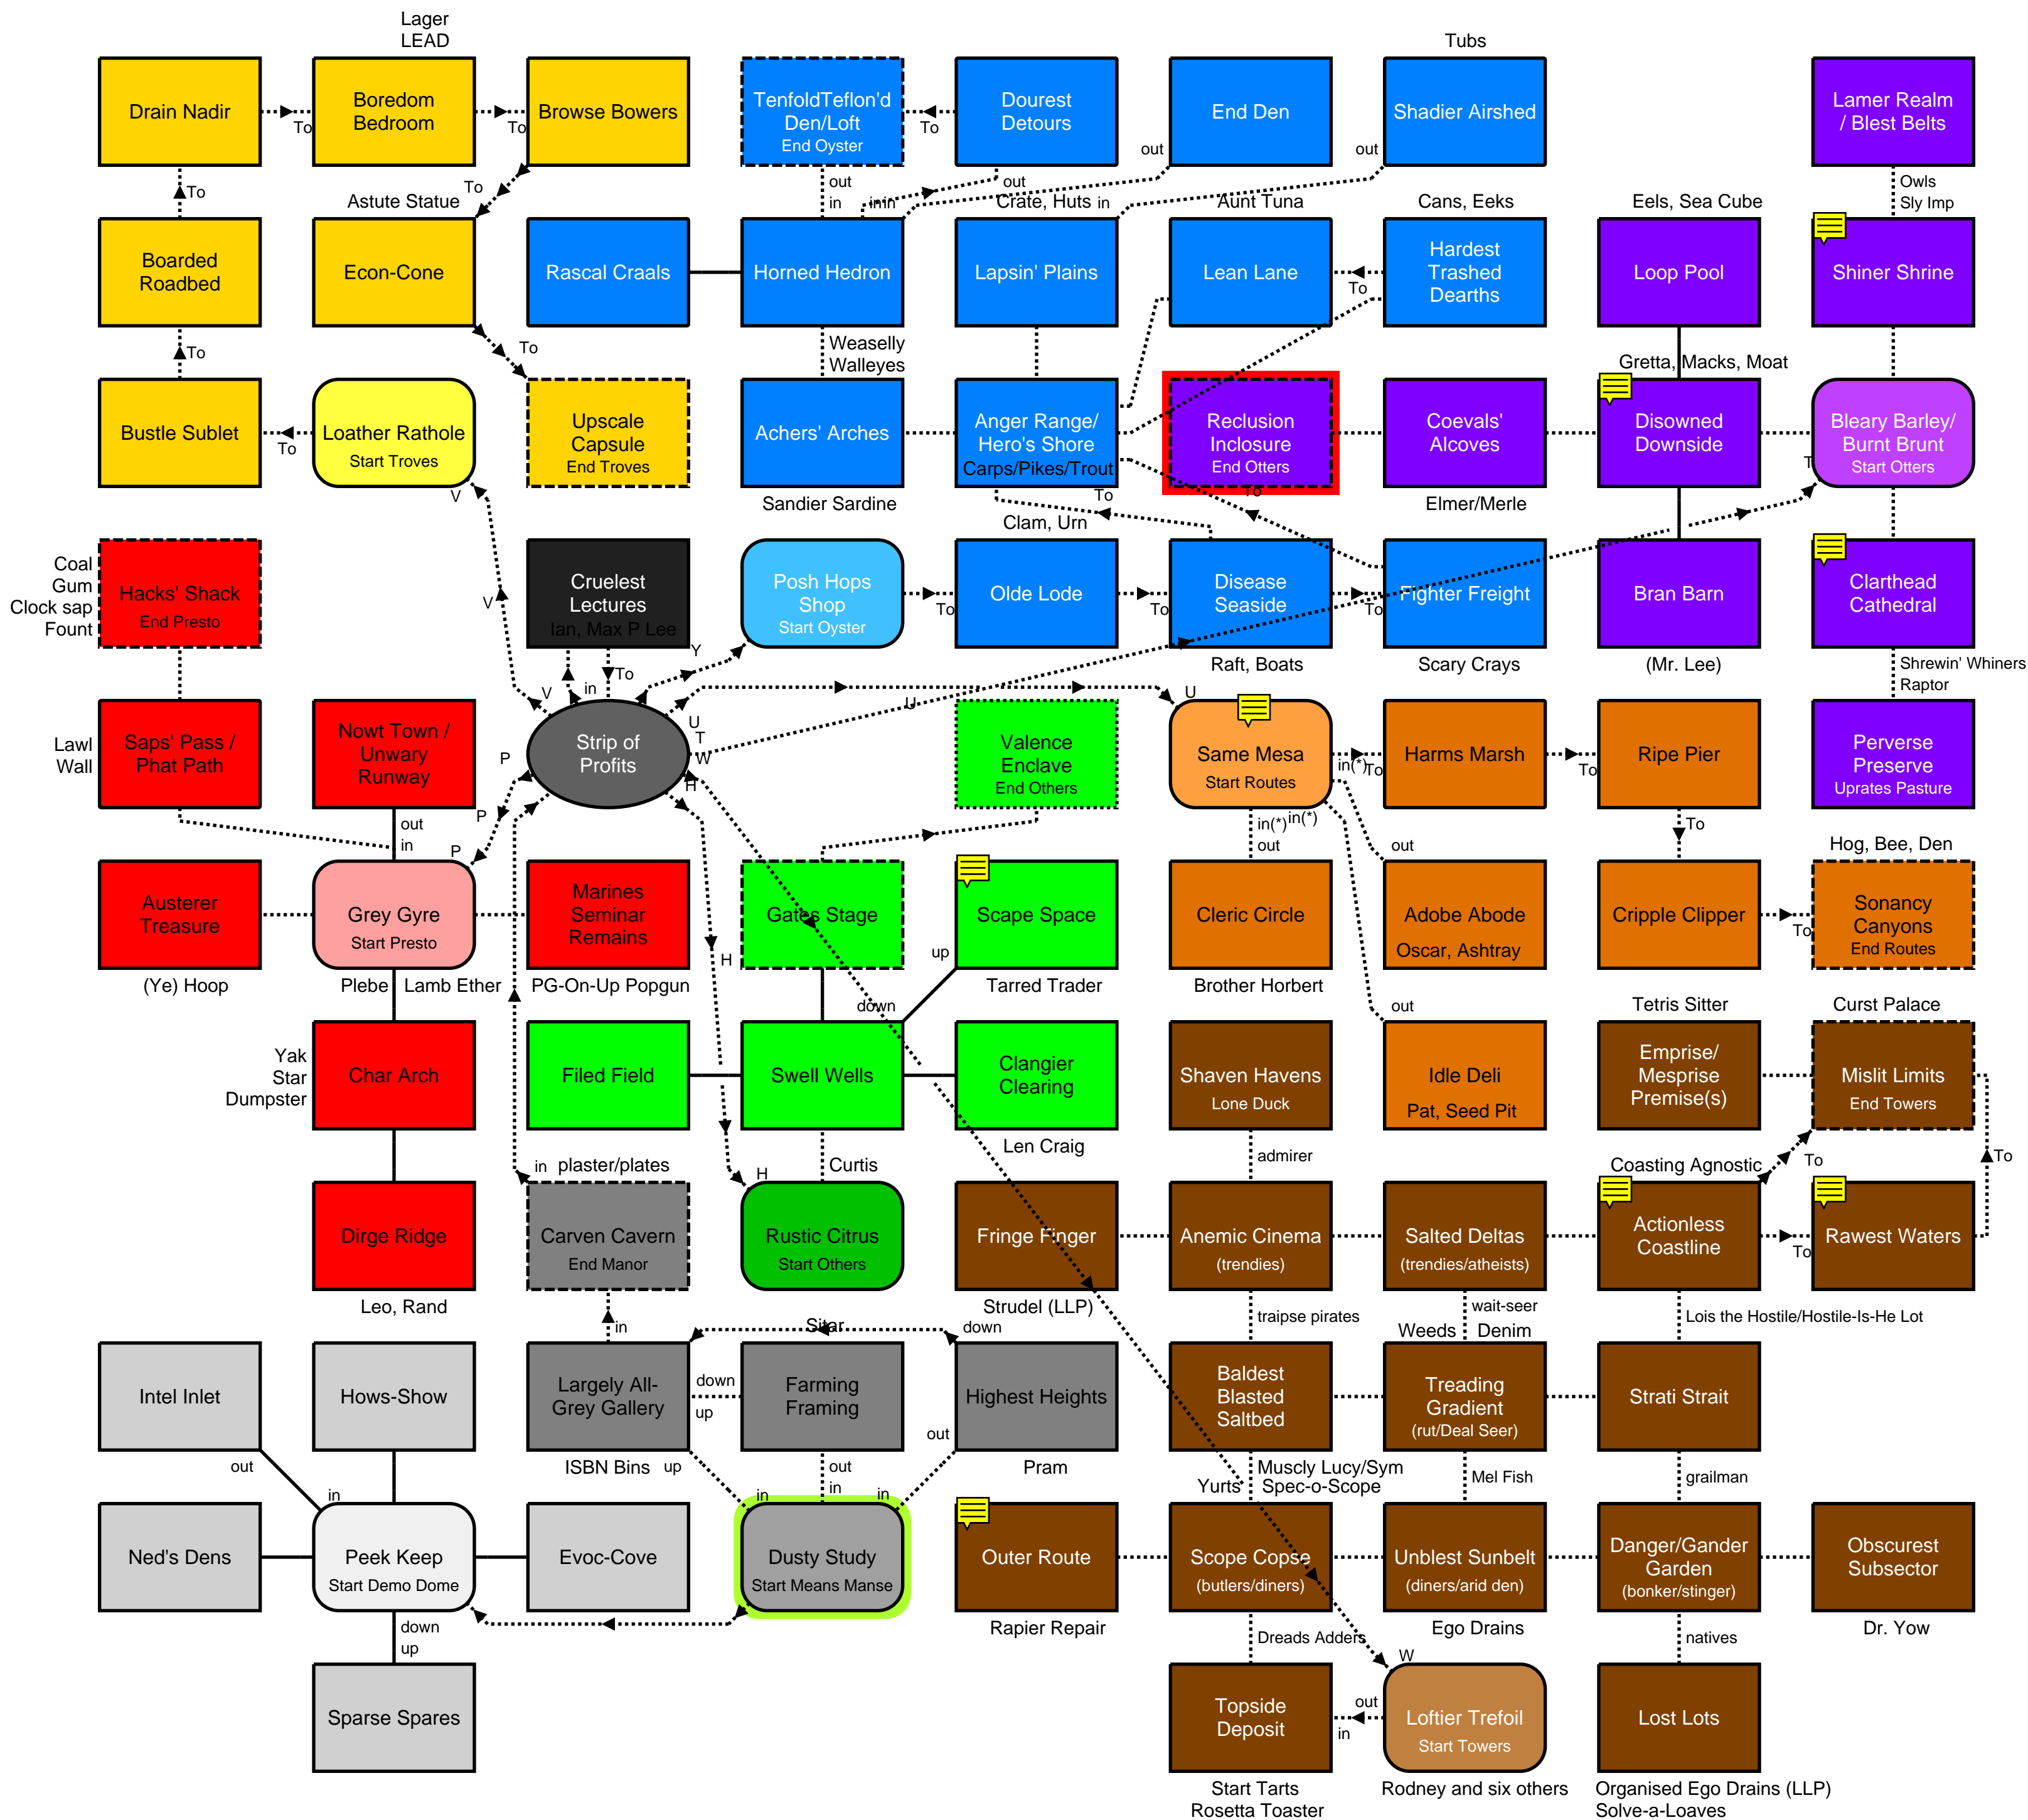 Lager
LEAD
Tubs
Drain Nadir
To
Boredom
Bedroom
To
Browse Bowers
TenfoldTeflon'd
Den/Loft
End Oyster
To
Dourest
Detours
End Den
Shadier Airshed
Lamer Realm
/ Blest Belts
out
out
To
Astute Statue
To
out
in
in
in
out
Crate, Huts
in
Aunt Tuna
Cans, Eeks
Eels, Sea Cube
Owls
Sly Imp
Boarded
Roadbed
Econ-Cone
Rascal Craals
Horned Hedron
Lapsin' Plains
Lean Lane
To
Hardest
Trashed
Dearths
Loop Pool
Shiner Shrine
To
To
Weaselly
Walleyes
Gretta, Macks, Moat
Bustle Sublet
To
Loather Rathole
Start Troves
Upscale
Capsule
End Troves
Achers' Arches
Anger Range/
Hero's Shore
Carps/Pikes/Trout
Reclusion
Inclosure
End Otters
Coevals'
Alcoves
Disowned
Downside
Bleary Barley/
Burnt Brunt
Start Otters
T
V
Sandier Sardine
To
To
Elmer/Merle
Clam, Urn
Coal
Gum
Clock sap
Fount
Hacks' Shack
End Presto
V
Cruelest
Lectures
Ian, Max P Lee
Posh Hops
Shop
Start Oyster
To
Olde Lode
To
Disease
Seaside
To
Fighter Freight
Bran Barn
Clarthead
Cathedral
V
in
To
Y
Raft, Boats
Scary Crays
(Mr. Lee)
Shrewin' Whiners
Raptor
Lawl
Wall
Saps' Pass /
Phat Path
Nowt Town /
Unwary
Runway
P
Strip of
Profits
U
T
W
H
U
U
Valence
Enclave
End Others
Same Mesa
Start Routes
in(*)
To
Harms Marsh
To
Ripe Pier
Perverse
Preserve
Uprates Pasture
P
out
in
P
in(*)
in(*)
out
out
To
Hog, Bee, Den
Austerer
Treasure
Grey Gyre
Start Presto
Marines
Seminar
Remains
Gates Stage
Scape Space
Cleric Circle
Adobe Abode
Oscar, Ashtray
Cripple Clipper
To
Sonancy
Canyons
End Routes
H
up
(Ye) Hoop
Plebe
Lamb Ether
PG-On-Up Popgun
down
Tarred Trader
Brother Horbert
out
Tetris Sitter
Curst Palace
Yak
Star
Dumpster
Char Arch
Filed Field
Swell Wells
Clangier
Clearing
Shaven Havens
Lone Duck
Idle Deli
Pat, Seed Pit
Emprise/
Mesprise
Premise(s)
Mislit Limits
End Towers
in
plaster/plates
H
Curtis
Len Craig
admirer
Coasting Agnostic
To
To
Dirge Ridge
Carven Cavern
End Manor
Rustic Citrus
Start Others
Fringe Finger
Anemic Cinema
(trendies)
Salted Deltas
(trendies/atheists)
Actionless
Coastline
To
Rawest Waters
Leo, Rand
in
Sitar
down
Strudel (LLP)
traipse pirates
wait-seer
Weeds
Denim
Lois the Hostile/Hostile-Is-He Lot
Intel Inlet
Hows-Show
Largely All-
Grey Gallery
down
up
Farming
Framing
Highest Heights
Baldest
Blasted
Saltbed
Treading
Gradient
(rut/Deal Seer)
Strati Strait
out
in
ISBN Bins
up
in
out
in
in
out
Pram
Yurts
Muscly Lucy/Sym
Spec-o-Scope
Mel Fish
grailman
Ned's Dens
Peek Keep
Start Demo Dome
Evoc-Cove
Dusty Study
Start Means Manse
Outer Route
Scope Copse
(butlers/diners)
Unblest Sunbelt
(diners/arid den)
Danger/Gander
Garden
(bonker/stinger)
Obscurest
Subsector
down
up
Rapier Repair
Dreads Adders
W
Ego Drains
natives
Dr. Yow
Sparse Spares
Topside
Deposit
out
in
Loftier Trefoil
Start Towers
Lost Lots
Start Tarts
Rosetta Toaster
Rodney and six others
Organised Ego Drains (LLP)
Solve-a-Loaves